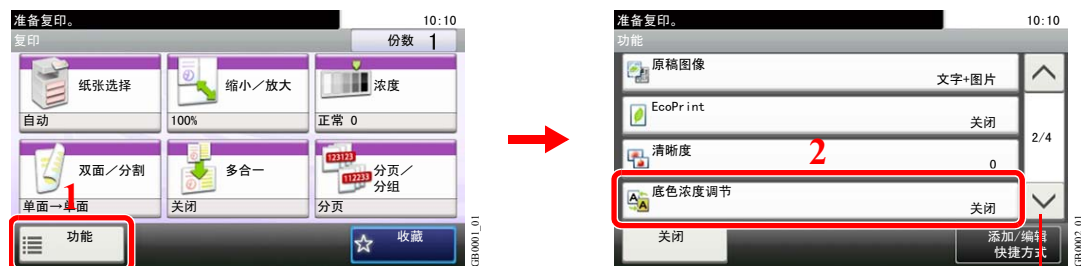 准备复印。
10:10
复印
份数 1
纸张选择
自动
缩小／放大
100%
浓度
正常 0
双面／分割
单面→单面
多合一
关闭
123123
112233
分页／
分组
分页
1
功能
收藏
GB0001_01
准备复印。
10:10
功能
原稿图像
文字+图片
EcoPrint
关闭
清晰度
0
2
2/4
底色浓度调节
关闭
关闭
添加/编辑
快捷方式
GB0002_01